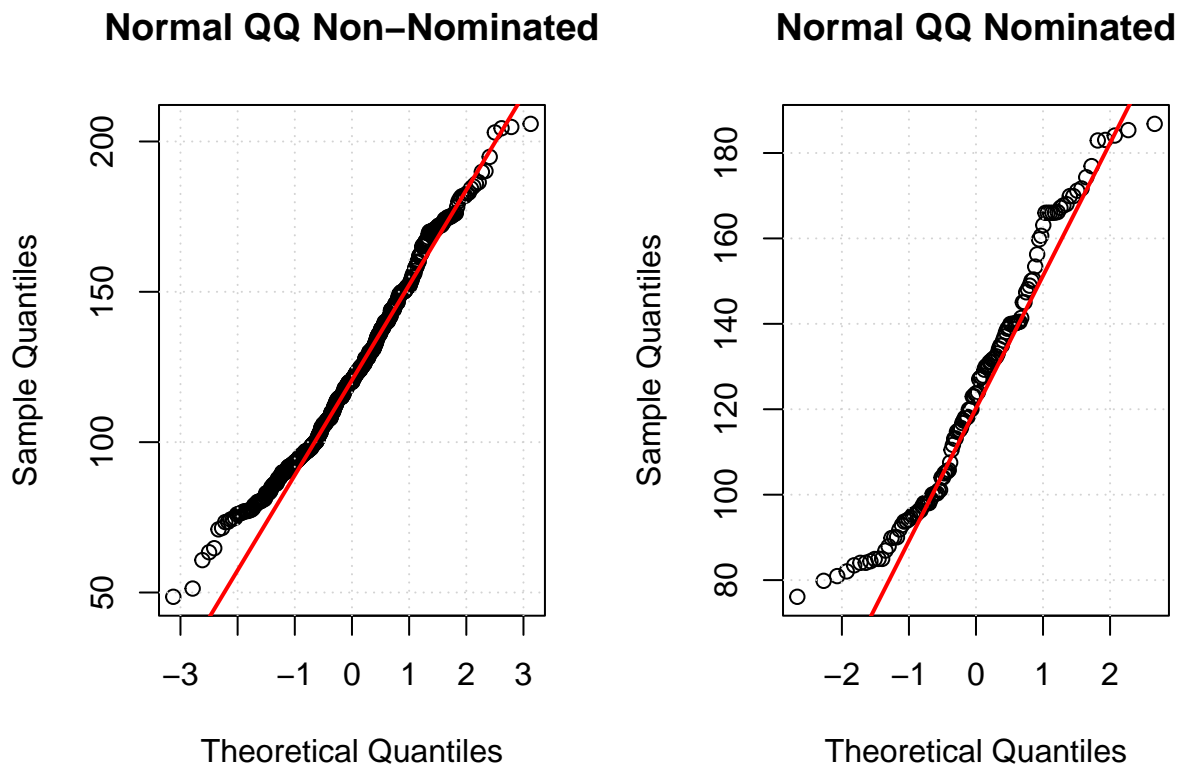 Normal QQ Non−Nominated
Sample Quantiles
200
150
100
50
−3 −1 0 1 2 3
Theoretical Quantiles
Normal QQ Nominated
Sample Quantiles
180
160
140
120
100
80
−2 −1 0 1 2
Theoretical Quantiles